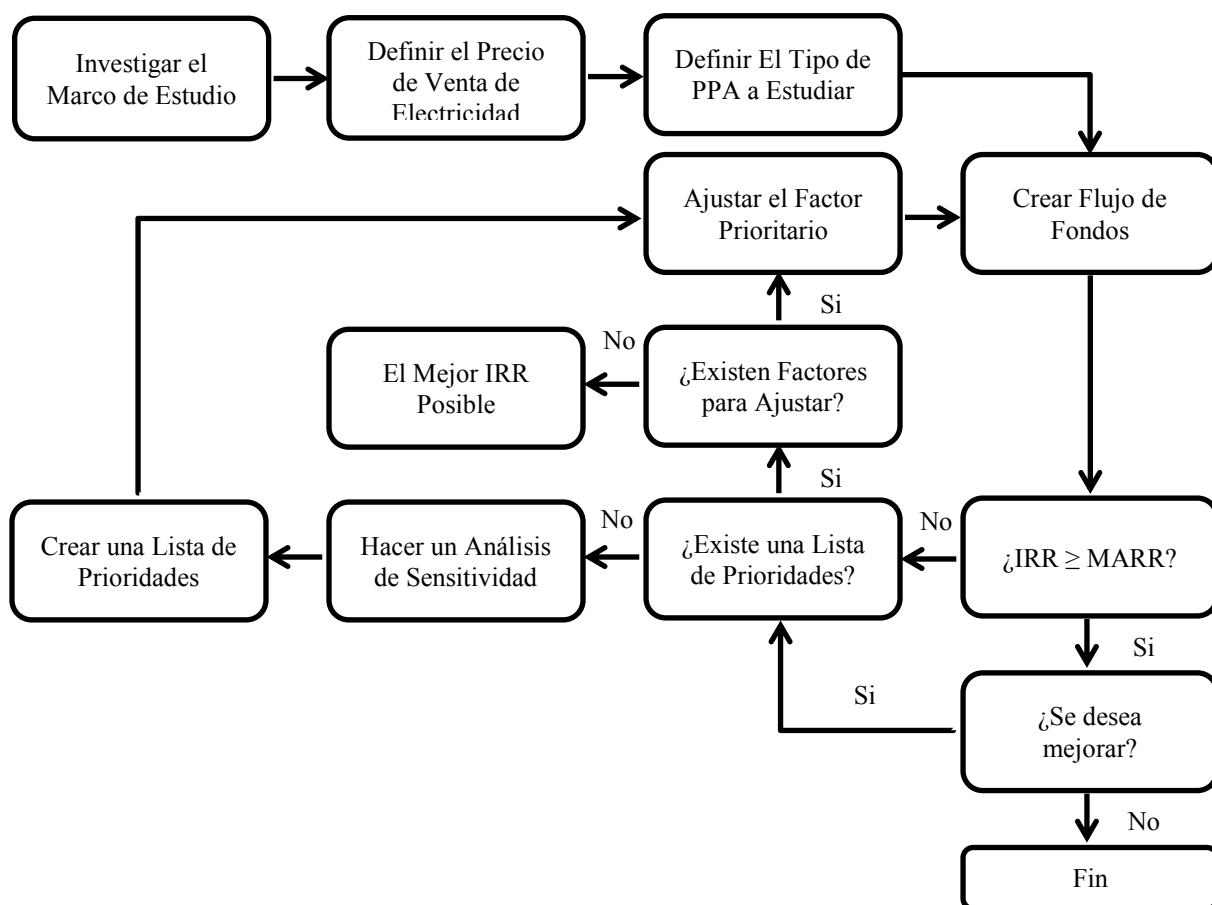 Investigar el
Marco de Estudio
Definir el Precio
de Venta de
Electricidad
Definir El Tipo de
PPA a Estudiar
Ajustar el Factor
Prioritario
Crear Flujo de
Fondos
Si
No
El Mejor IRR
Posible
¿Existen Factores
para Ajustar?
Si
Crear una Lista de
Prioridades
Hacer un Análisis
de Sensitividad
No
¿Existe una Lista
de Prioridades?
No
¿IRR ≥ MARR?
Si
Si
¿Se desea
mejorar?
No
Fin